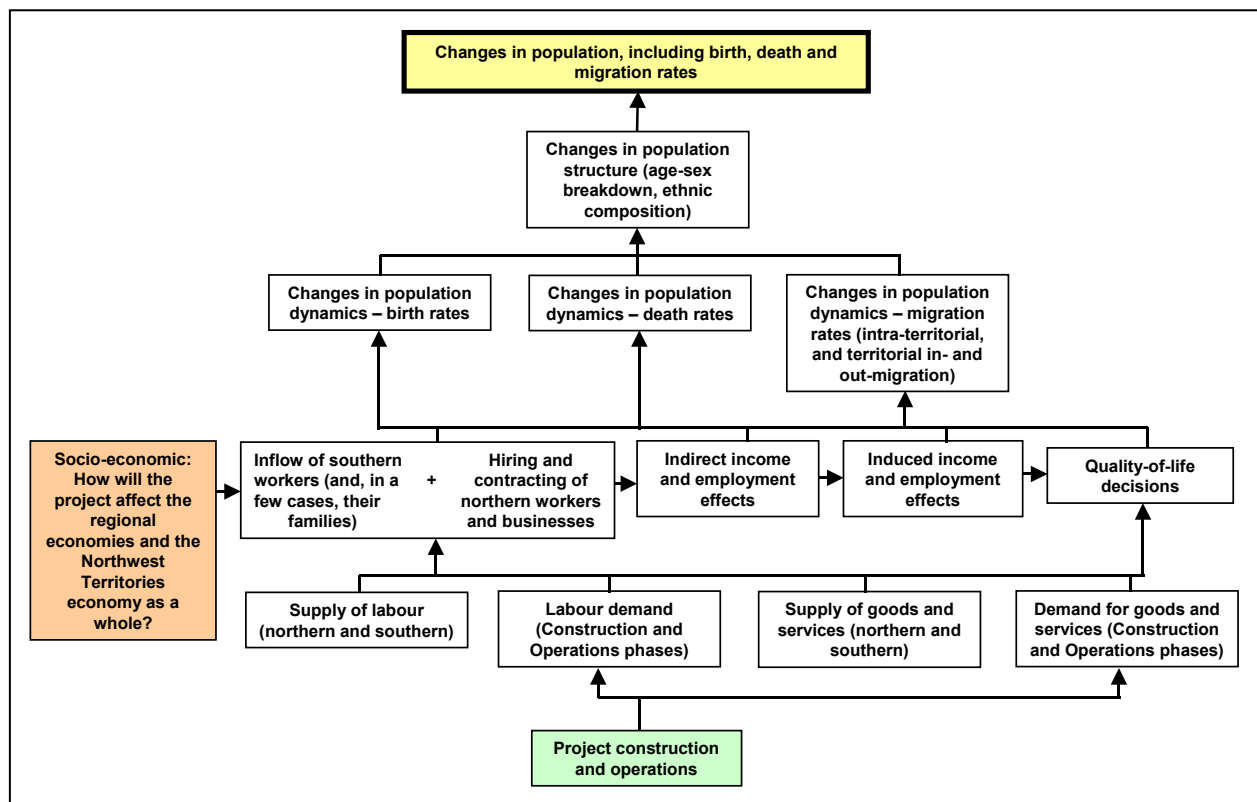 Changes in population, including birth, death and
migration rates
Changes in population
structure (age-sex
breakdown, ethnic
composition)
Changes in population
dynamics – birth rates
Changes in population
dynamics – death rates
Changes in population
dynamics – migration
rates (intra-territorial,
and territorial in- and
out-migration)
Socio-economic:
How will the
project affect the
regional
economies and the
Northwest
Territories
economy as a
whole?
Inflow of southern
workers (and, in a
few cases, their
families)
+
Hiring and
contracting of
northern workers
and businesses
Indirect income
and employment
effects
Induced income
and employment
effects
Quality-of-life
decisions
Supply of labour
(northern and southern)
Labour demand
(Construction and
Operations phases)
Supply of goods and
services (northern and
southern)
Demand for goods and
services (Construction
and Operations phases)
Project construction
and operations